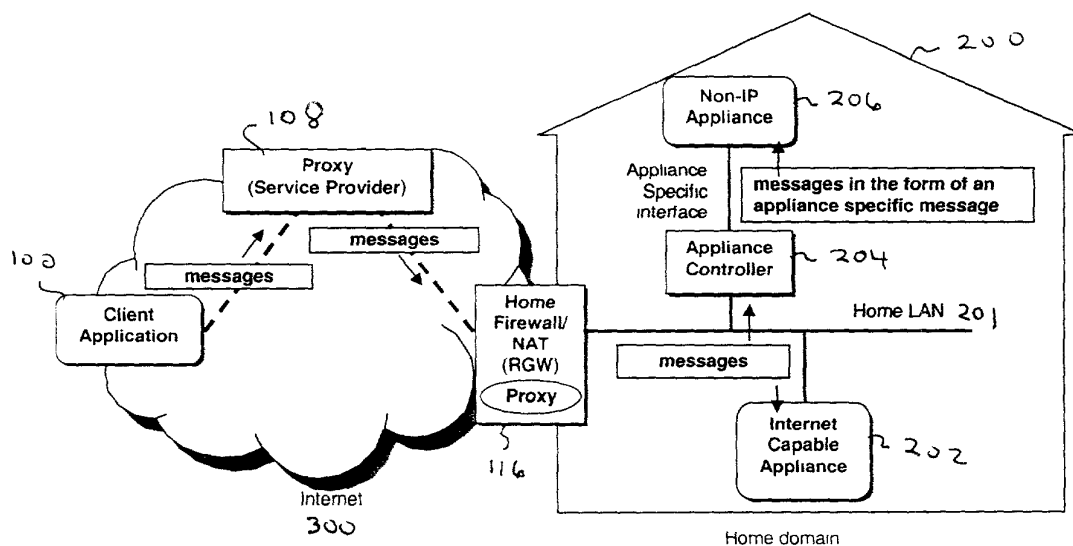 200
108
Proxy
(Service Provider)
messages
messages
100
Client
Application
Home
Firewall/
NAT
(RGW)
Proxy
116
Internet
300
Non-IP
Appliance
206
Appliance
Specific
interface
messages in the form of an
appliance specific message
Appliance
Controller
204
Home LAN 201
messages
Internet
Capable
Appliance
202
Home domain